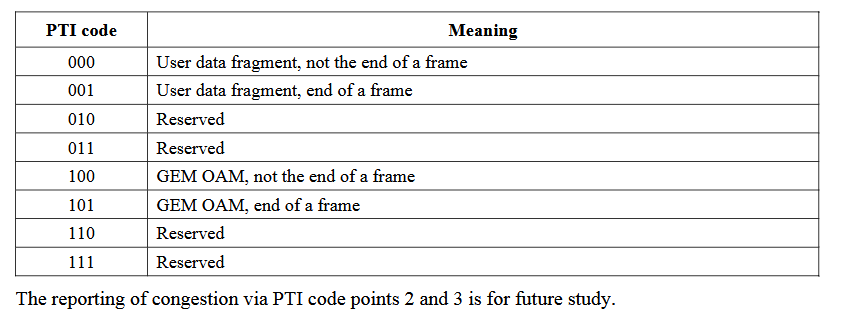 PTI code Meaning
000 User data fragment, not the end of a frame
001 User data fragment, end of a frame
010 Reserved
011 Reserved
100 GEM OAM, not the end of a frame
101 GEM OAM, end of a frame
110 Reserved
111 Reserved
The reporting of congestion via PTI code points 2 and 3 is for future study.